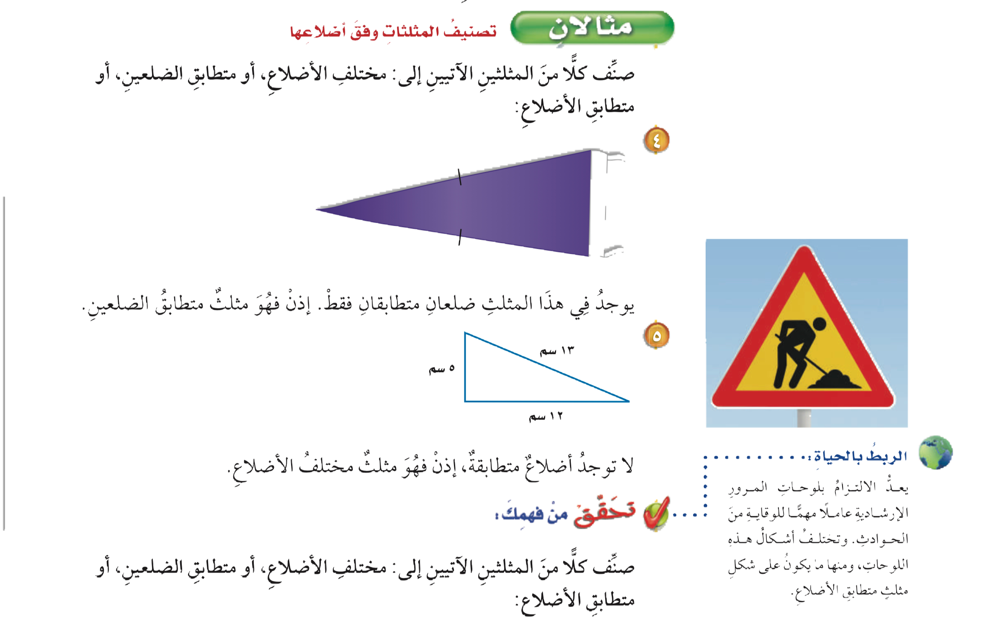 مثالانِ
تصنيفُ المثلثاتِ وفقَ أضلاعِها
صنِّف كلًّا منَ المثلثينِ الآتيينِ إلى: مختلفِ الأضلاعِ، أو متطابقِ الضلعينِ، أو
متطابقِ الأضلاعِ:
٤
يوجدُ فِي هذَا المثلثِ ضلعانِ متطابقانِ فقطْ. إذنْ فهُوَ مثلثٌ متطابقُ الضلعينِ.
٥
١٣ سم
٥ سم
١٢ سم
لا توجدُ أضلاعٌ متطابقةٌ، إذنْ فهُوَ مثلثٌ مختلفُ الأضلاعِ.
تَحَقَّقْ منْ فهمِكَ:
صنِّف كلًّا منَ المثلثينِ الآتيينِ إلى: مختلفِ الأضلاعِ، أو متطابقِ الضلعينِ، أو
متطابقِ الأضلاعِ:
الربطُ بالحياةِ:
يعدُّ الالتزامُ بلوحاتِ المرورِ
الإرشاديةِ عاملًا مهمًّا للوقايةِ منَ
الحوادثِ. وتختلفُ أشكالُ هذهِ
اللوحاتِ، ومنها ما يكونُ على شكلِ
مثلثٍ متطابقِ الأضلاعِ.